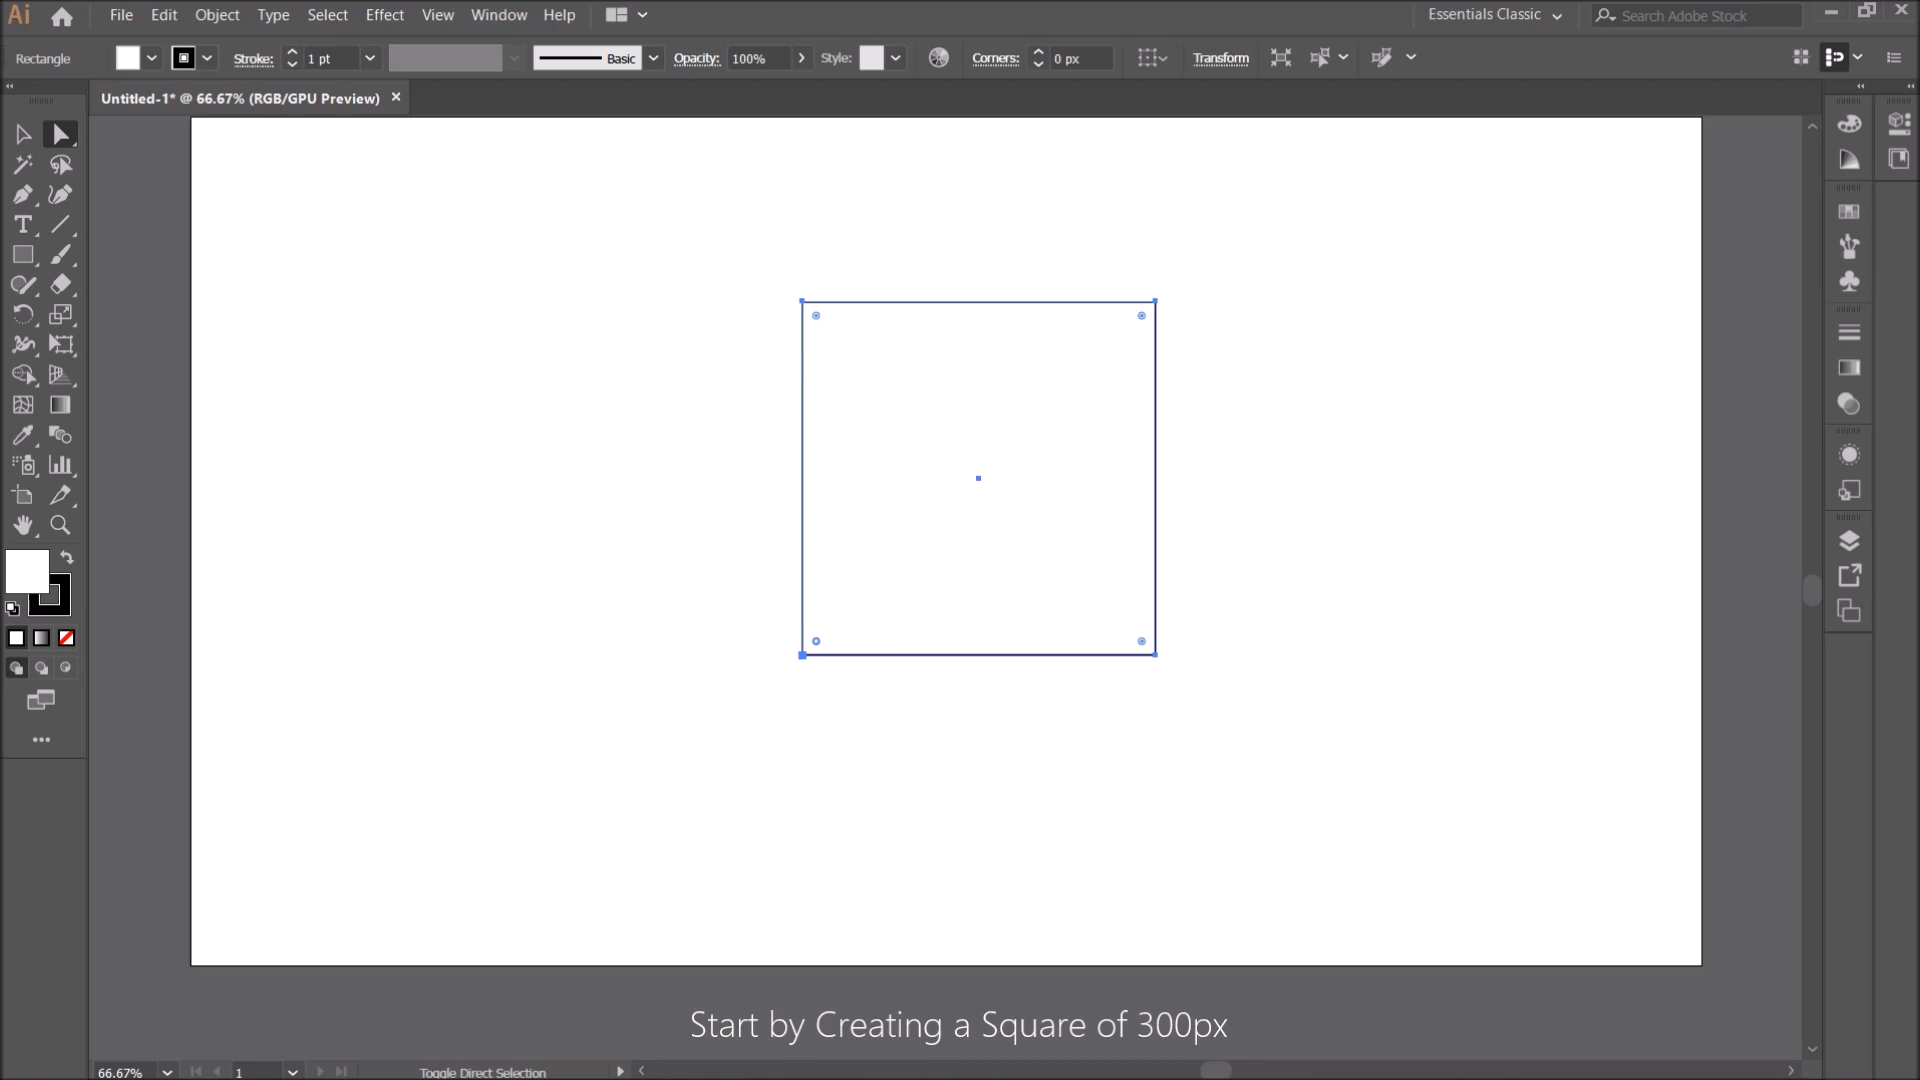 Ai File Edit Object Type Select Effect View Window Help Essentials Classic Search Adobe Stock
Rectangle Stroke: 1 pt Basic Opacity: 100% Style: Corners: 0 px Transform
Untitled-1* @ 66.67% (RGB/GPU Preview)
Start by Creating a Square of 300px
66.67% 1 Toggle Direct Selection